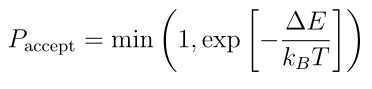 P_accept = min(1, exp[-ΔE/(k_B T)])